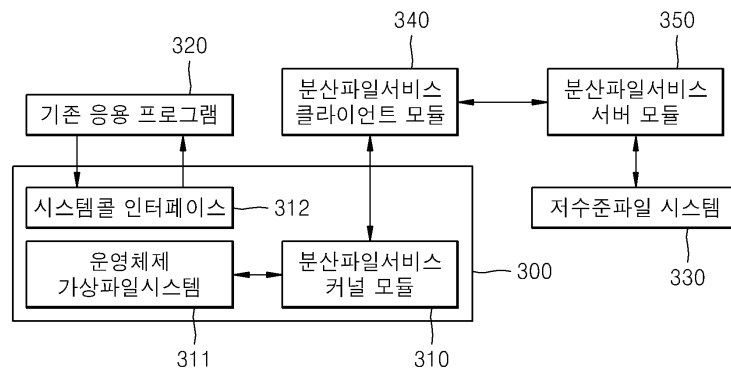 340
350
320
분산파일서비스
클라이언트 모듈
분산파일서비스
서버 모듈
기존 응용 프로그램
시스템콜 인터페이스
312
저수준파일 시스템
운영체제
가상파일시스템
분산파일서비스
커널 모듈
300
330
311
310